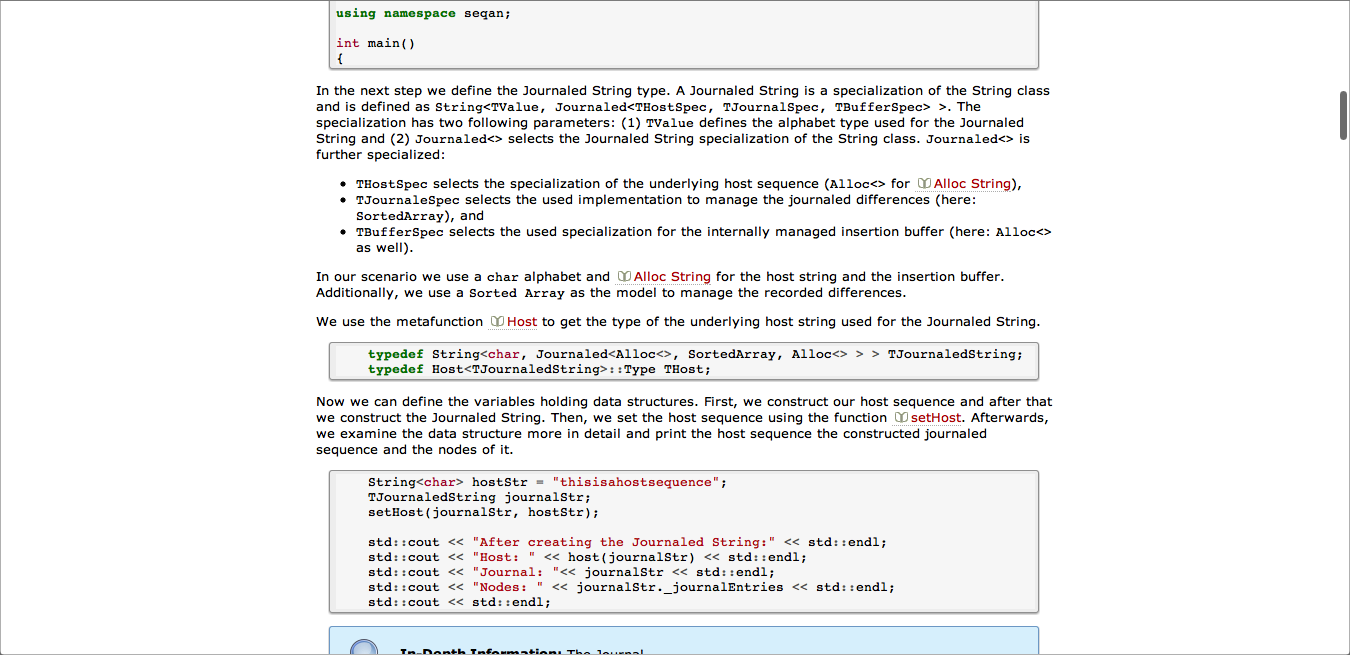 using namespace seqan;
int main()
{
In the next step we define the Journaled String type. A Journaled String is a specialization of the String class
and is defined as String<TValue, Journaled<THostSpec, TJournalSpec, TBufferSpec> >. The
specialization has two following parameters: (1) TValue defines the alphabet type used for the Journaled
String and (2) Journaled<> selects the Journaled String specialization of the String class. Journaled<> is
further specialized:
• THostSpec selects the specialization of the underlying host sequence (Alloc<> for Alloc String),
• TJournaleSpec selects the used implementation to manage the journaled differences (here:
SortedArray), and
• TBufferSpec selects the used specialization for the internally managed insertion buffer (here: Alloc<>
as well).
In our scenario we use a char alphabet and Alloc String for the host string and the insertion buffer.
Additionally, we use a Sorted Array as the model to manage the recorded differences.
We use the metafunction Host to get the type of the underlying host string used for the Journaled String.
typedef String<char, Journaled<Alloc<>, SortedArray, Alloc<> > > TJournaledString;
typedef Host<TJournaledString>::Type THost;
Now we can define the variables holding data structures. First, we construct our host sequence and after that
we construct the Journaled String. Then, we set the host sequence using the function setHost. Afterwards,
we examine the data structure more in detail and print the host sequence the constructed journaled
sequence and the nodes of it.
String<char> hostStr = "thisisahostsequence";
TJournaledString journalStr;
setHost(journalStr, hostStr);
std::cout << "After creating the Journaled String:" << std::endl;
std::cout << "Host: " << host(journalStr) << std::endl;
std::cout << "Journal: "<< journalStr << std::endl;
std::cout << "Nodes: " << journalStr._journalEntries << std::endl;
std::cout << std::endl;
In-Depth Information: The Journal